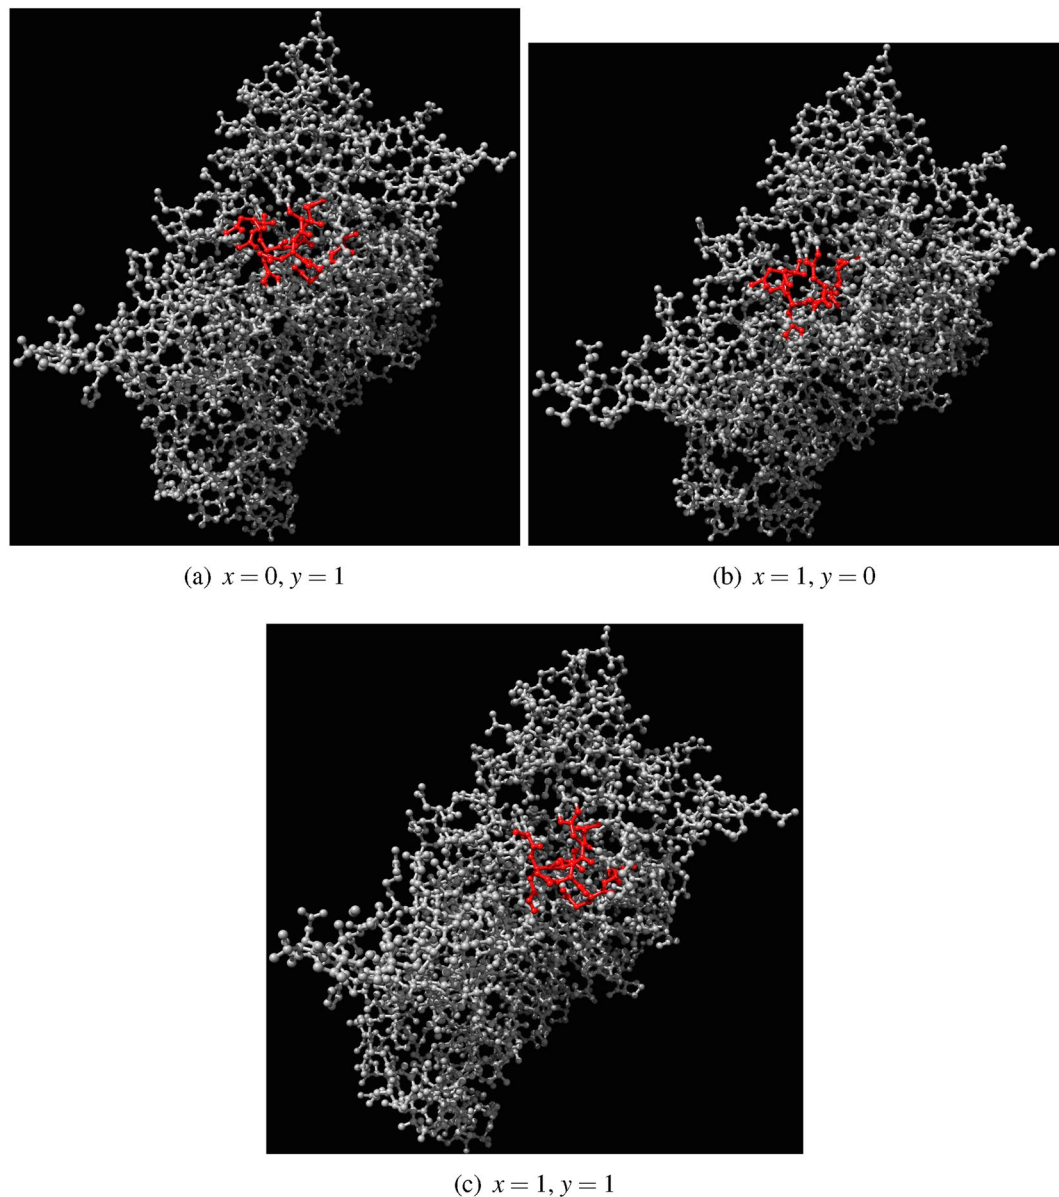 (a) x = 0, y = 1
(b) x = 1, y = 0
(c) x = 1, y = 1